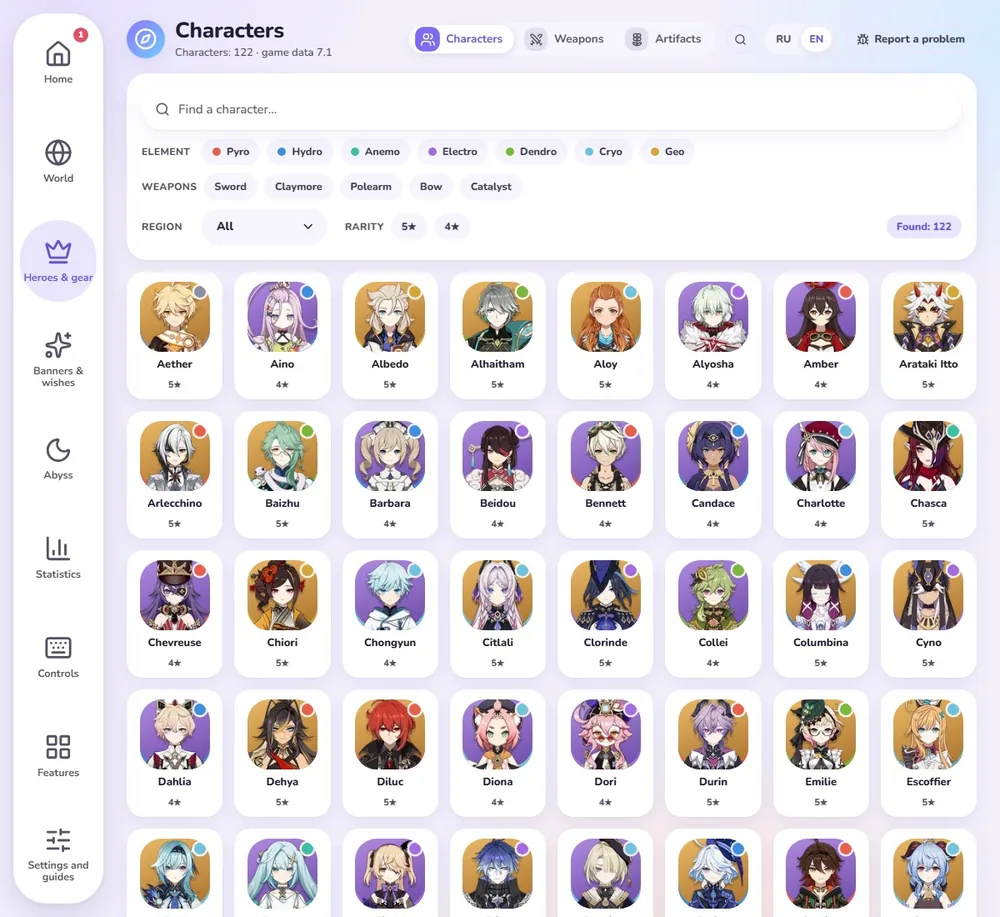 1
Home
World
Heroes & gear
Banners &
wishes
Abyss
Statistics
Controls
Features
Settings and
guides
Characters
Characters: 122 · game data 7.1
Characters
Weapons
Artifacts
RU
EN
Report a problem
Find a character...
ELEMENT
Pyro
Hydro
Anemo
Electro
Dendro
Cryo
Geo
WEAPONS
Sword
Claymore
Polearm
Bow
Catalyst
REGION
All
RARITY
5★
4★
Found: 122
Aether
5★
Aino
4★
Albedo
5★
Alhaitham
5★
Aloy
5★
Alyosha
4★
Amber
4★
Arataki Itto
5★
Arlecchino
5★
Baizhu
5★
Barbara
4★
Beidou
4★
Bennett
4★
Candace
4★
Charlotte
4★
Chasca
5★
Chevreuse
4★
Chiori
5★
Chongyun
4★
Citlali
5★
Clorinde
5★
Collei
4★
Columbina
5★
Cyno
5★
Dahlia
4★
Dehya
5★
Diluc
5★
Diona
4★
Dori
4★
Durin
5★
Emilie
5★
Escoffier
5★